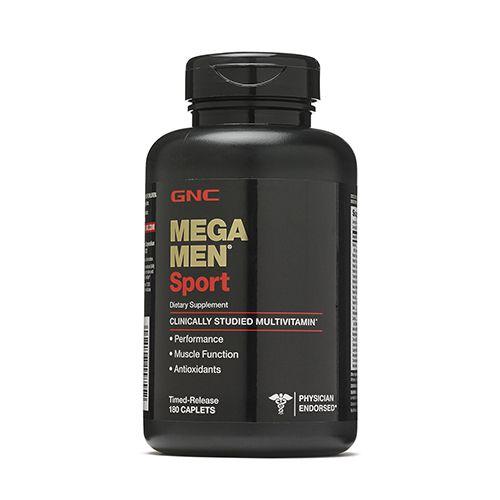 GNC
MEGA
MEN®
Sport
Dietary Supplement
CLINICALLY STUDIED MULTIVITAMIN*
• Performance
• Muscle Function
• Antioxidants
Timed-Release
180 CAPLETS
PHYSICIAN
ENDORSED^